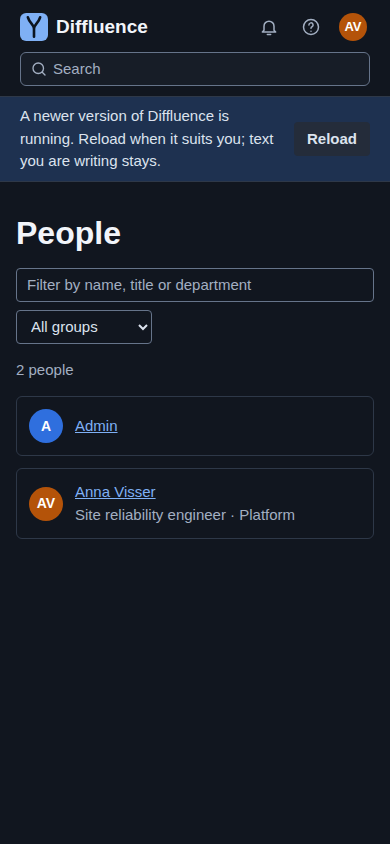 Diffluence
AV
Search
A newer version of Diffluence is
running. Reload when it suits you; text
you are writing stays.
Reload
People
Filter by name, title or department
All groups
2 people
A
Admin
AV
Anna Visser
Site reliability engineer · Platform